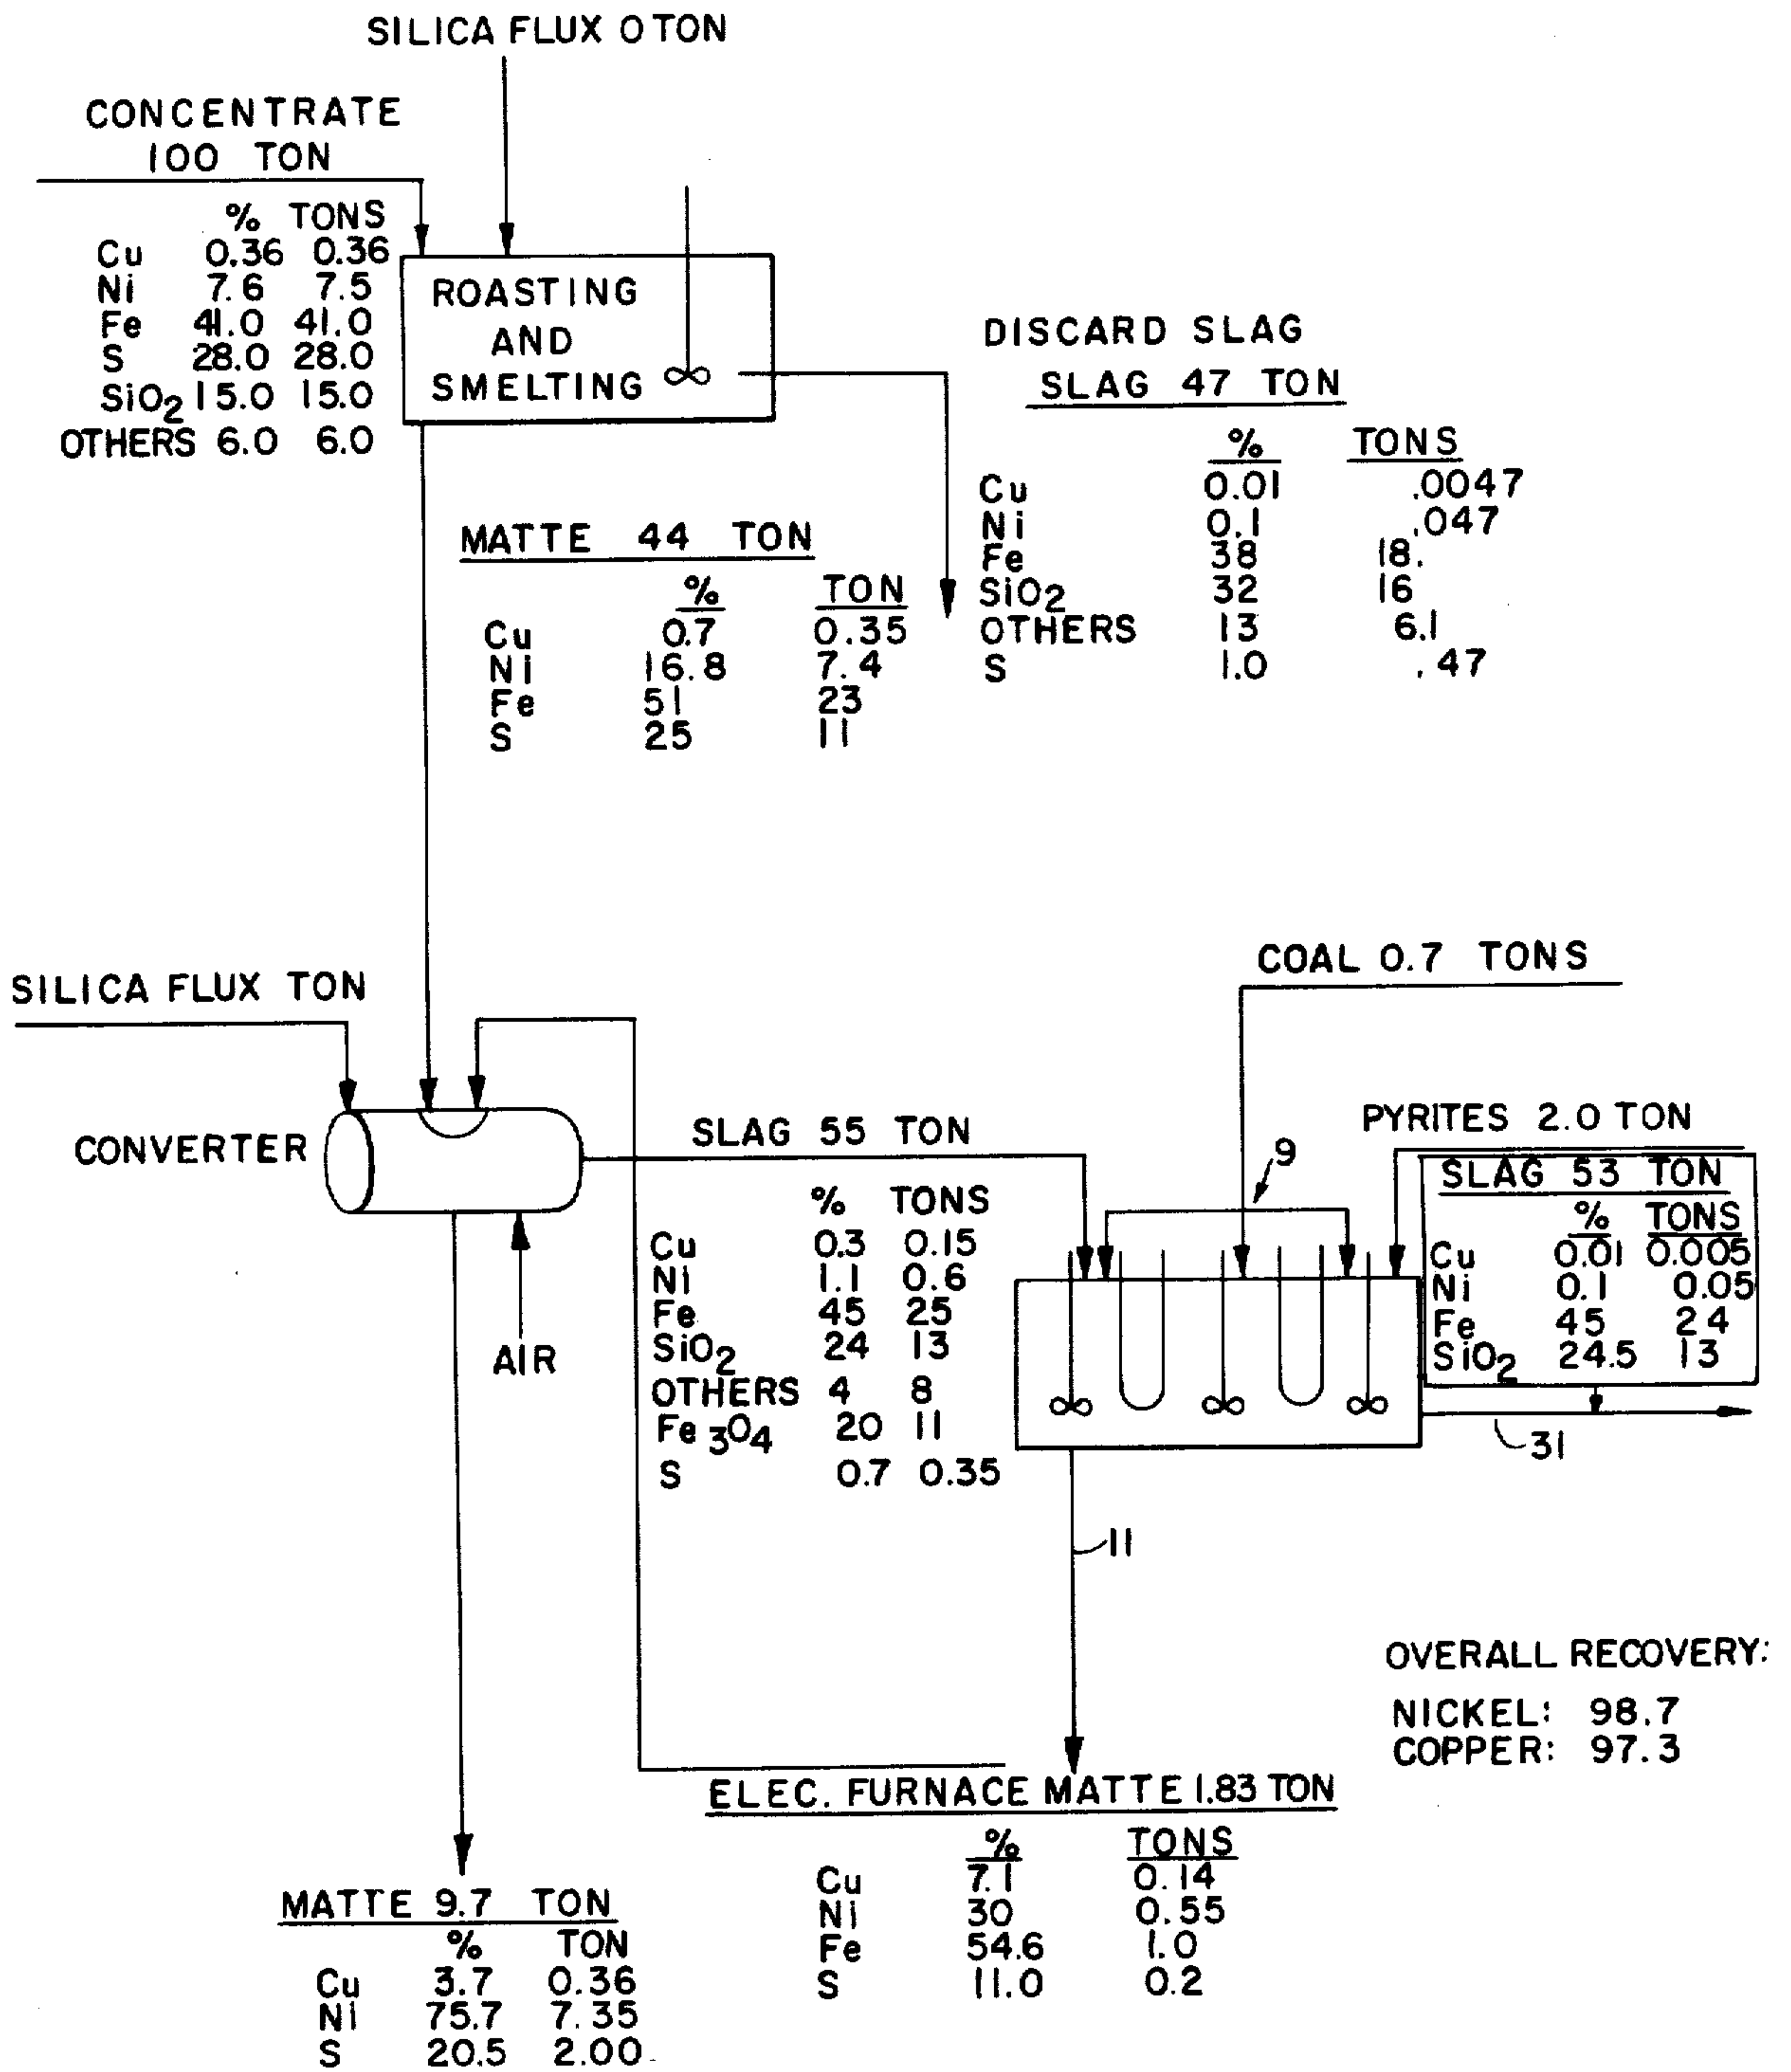 SILICA FLUX 0 TON
CONCENTRATE
100 TON
% TONS
Cu 0.36 0.36
Ni 7.6 7.5
Fe 41.0 41.0
S 28.0 28.0
SiO2 15.0 15.0
OTHERS 6.0 6.0
ROASTING
AND
SMELTING
DISCARD SLAG
SLAG 47 TON
% TONS
Cu 0.01 .0047
Ni 0.1 .047
Fe 38 18.
SiO2 32 16
OTHERS 13 6.1
S 1.0 .47
MATTE 44 TON
% TON
Cu 0.7 0.35
Ni 16.8 7.4
Fe 51 23
S 25 11
SILICA FLUX TON
COAL 0.7 TONS
CONVERTER
AIR
SLAG 55 TON
% TONS
Cu 0.3 0.15
Ni 1.1 0.6
Fe 45 25
SiO2 24 13
OTHERS 4 8
Fe3O4 20 11
S 0.7 0.35
9
PYRITES 2.0 TON
SLAG 53 TON
% TONS
Cu 0.01 0.005
Ni 0.1 0.05
Fe 45 24
SiO2 24.5 13
31
11
OVERALL RECOVERY:
NICKEL: 98.7
COPPER: 97.3
ELEC. FURNACE MATTE 1.83 TON
% TONS
Cu 7.1 0.14
Ni 30 0.55
Fe 54.6 1.0
S 11.0 0.2
MATTE 9.7 TON
% TON
Cu 3.7 0.36
Ni 75.7 7.35
S 20.5 2.00